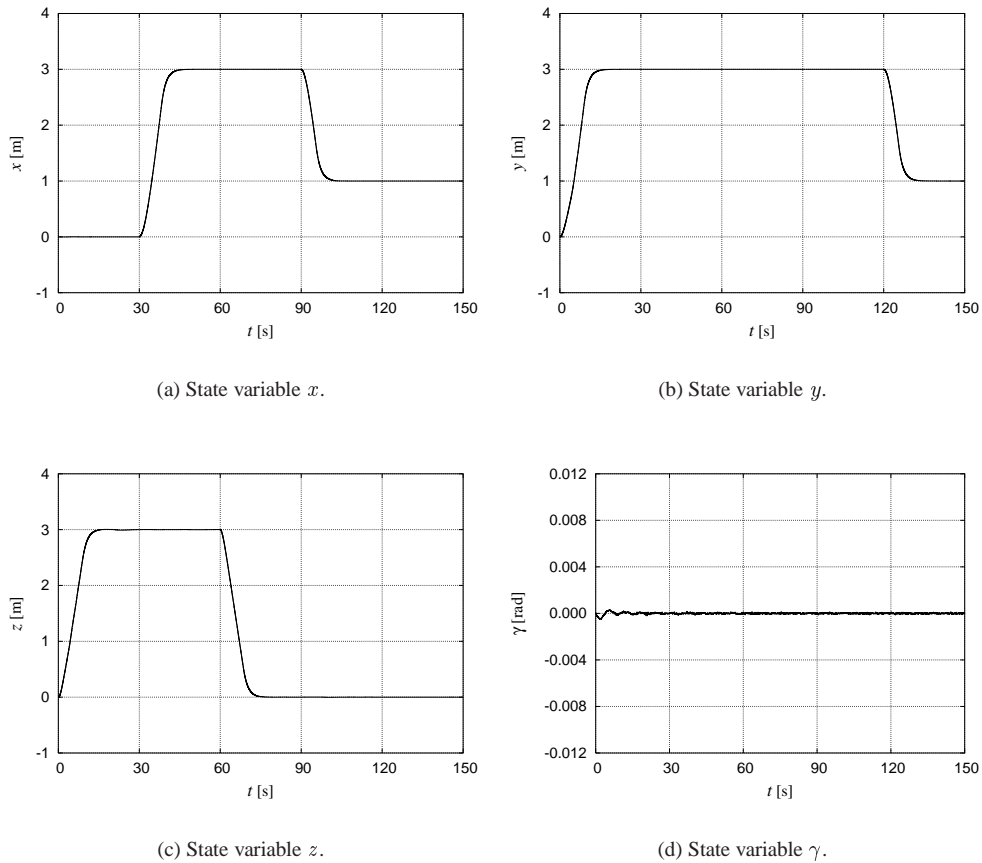 4
3
2
1
0
-1
x [m]
0 30 60 90 120 150
t [s]
(a) State variable x.
4
3
2
1
0
-1
y [m]
0 30 60 90 120 150
t [s]
(b) State variable y.
4
3
2
1
0
-1
z [m]
0 30 60 90 120 150
t [s]
(c) State variable z.
0.012
0.008
0.004
0.000
-0.004
-0.008
-0.012
γ [rad]
0 30 60 90 120 150
t [s]
(d) State variable γ.